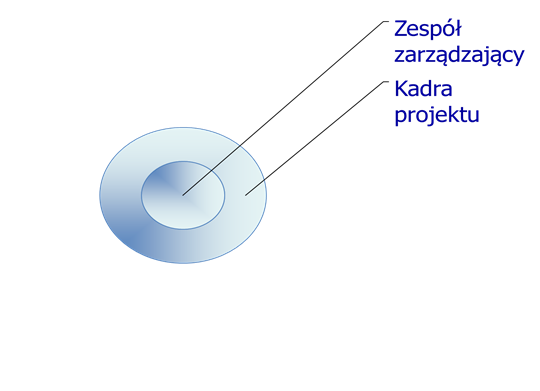 Zespół
zarządzający
Kadra
projektu